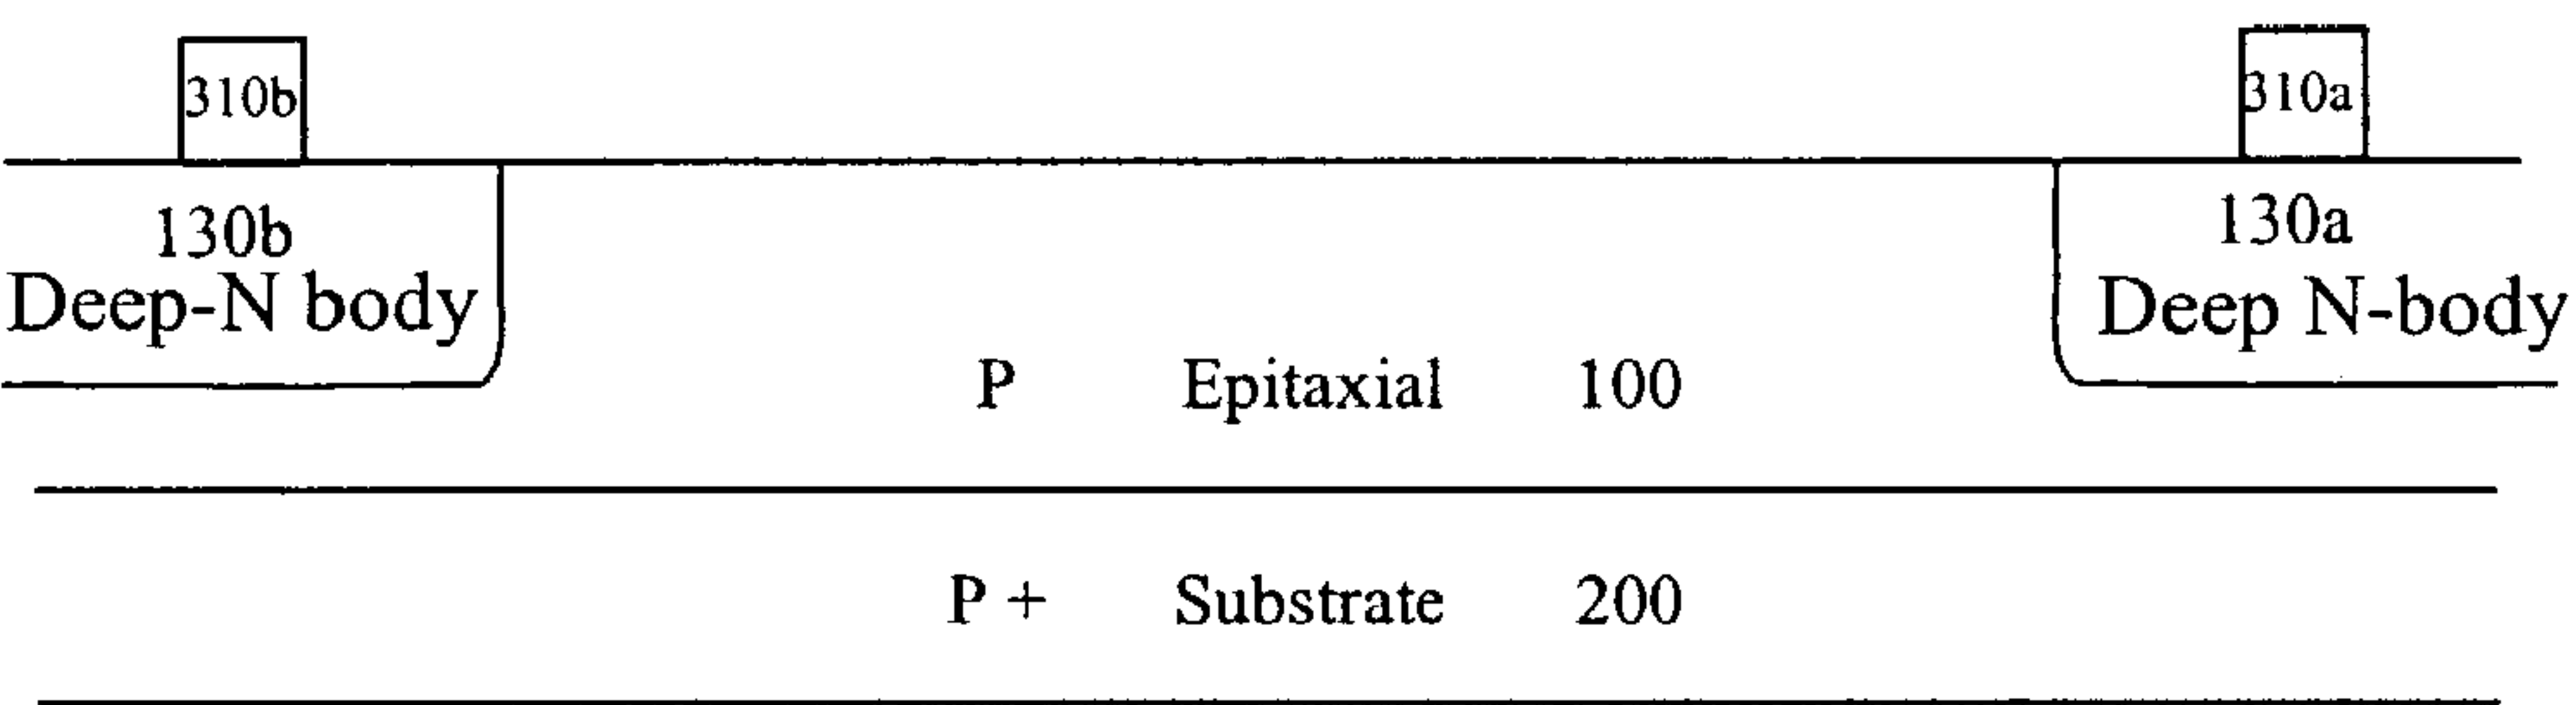 310b
310a
130b
Deep-N body
130a
Deep N-body
P Epitaxial 100
P + Substrate 200